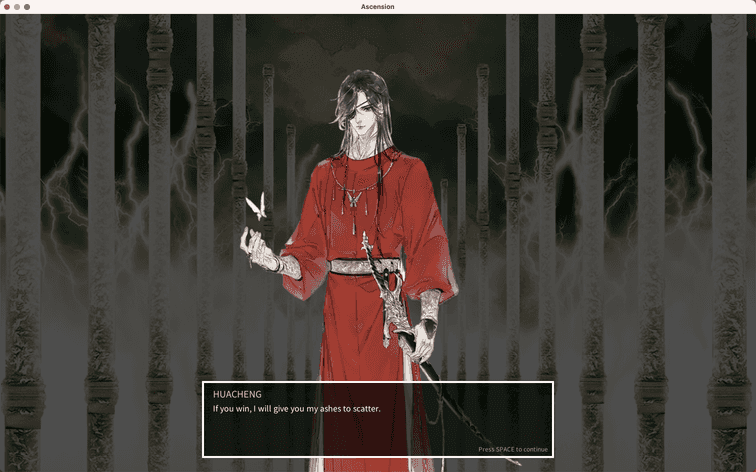 Ascension
HUACHENG
If you win, I will give you my ashes to scatter.
Press SPACE to continue